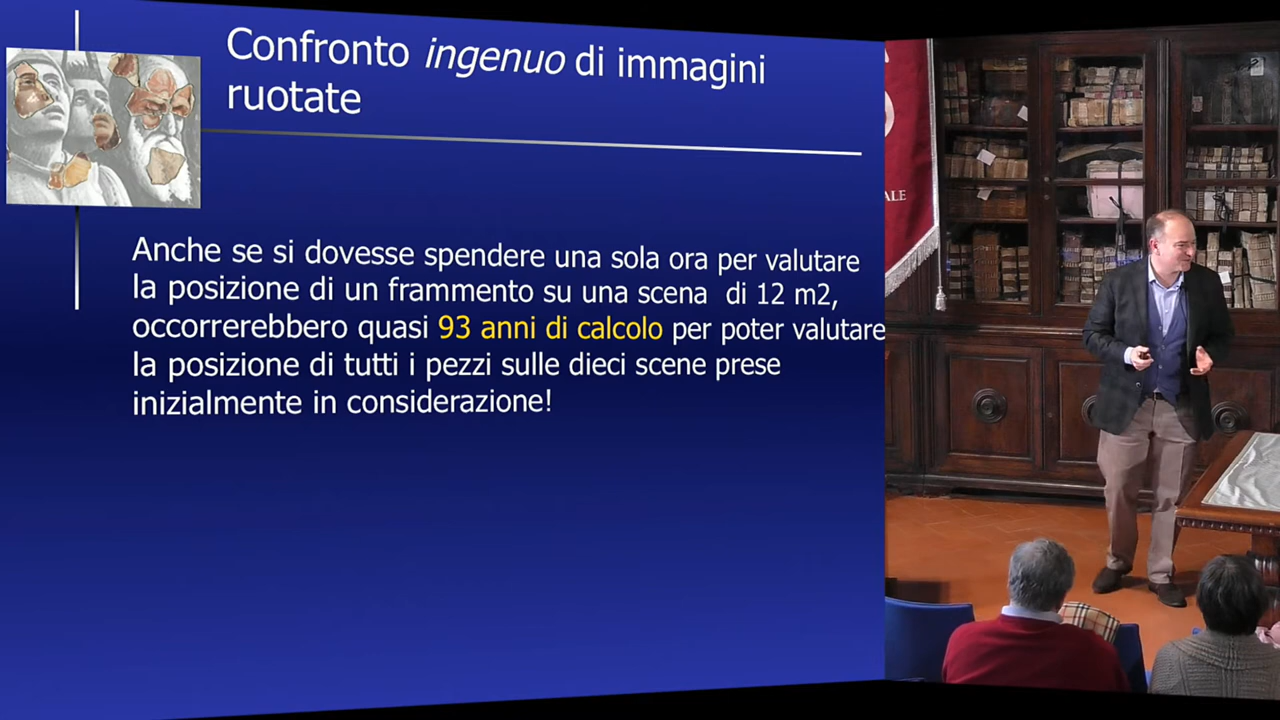 Confronto ingenuo di immagini
ruotate
Anche se si dovesse spendere una sola ora per valutare
la posizione di un frammento su una scena di 12 m2,
occorrerebbero quasi 93 anni di calcolo per poter valutare
la posizione di tutti i pezzi sulle dieci scene prese
inizialmente in considerazione!
ALE